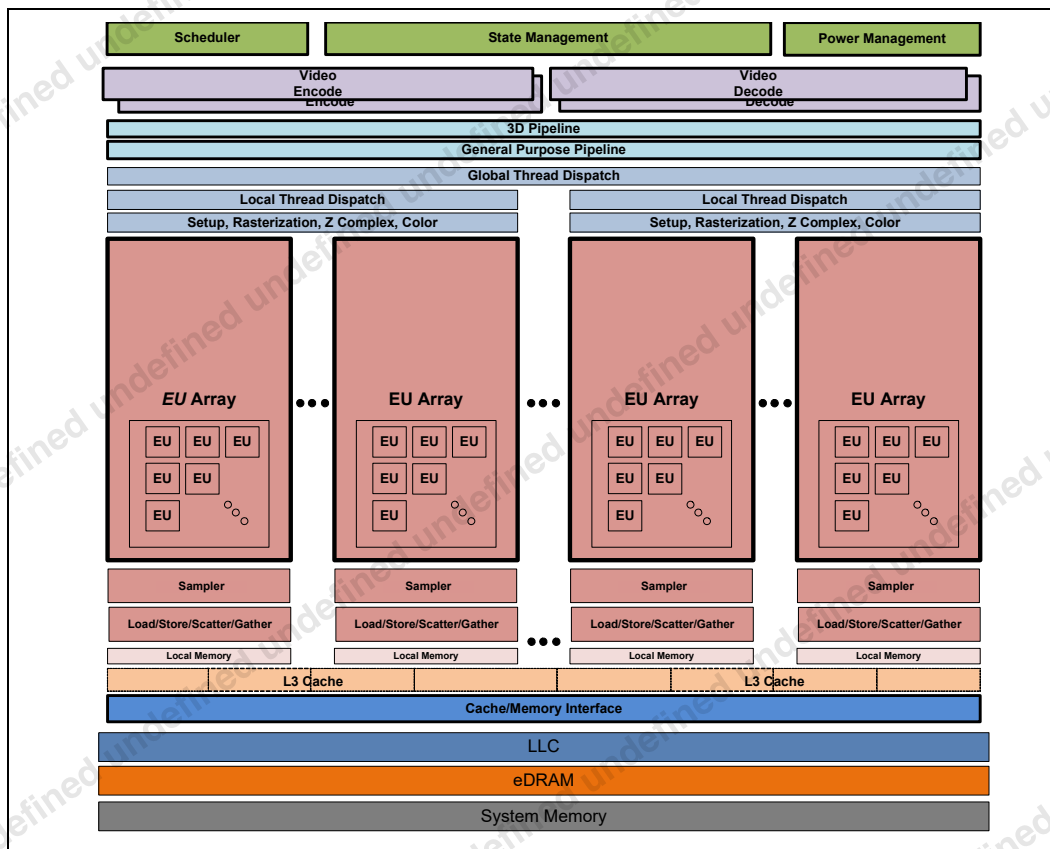 Scheduler State Management Power Management
Video Video
Encode Decode
Encode Decode
3D Pipeline
General Purpose Pipeline
Global Thread Dispatch
Local Thread Dispatch Local Thread Dispatch
Setup, Rasterization, Z Complex, Color Setup, Rasterization, Z Complex, Color
EU Array EU Array EU Array EU Array
EU EU EU EU EU EU EU EU EU EU EU EU
EU EU EU EU EU EU EU EU
EU EU EU EU
Sampler Sampler Sampler Sampler
Load/Store/Scatter/Gather Load/Store/Scatter/Gather Load/Store/Scatter/Gather Load/Store/Scatter/Gather
Local Memory Local Memory Local Memory Local Memory
L3 Cache L3 Cache
Cache/Memory Interface
LLC
eDRAM
System Memory
undefined undefined undefined undefined undefined